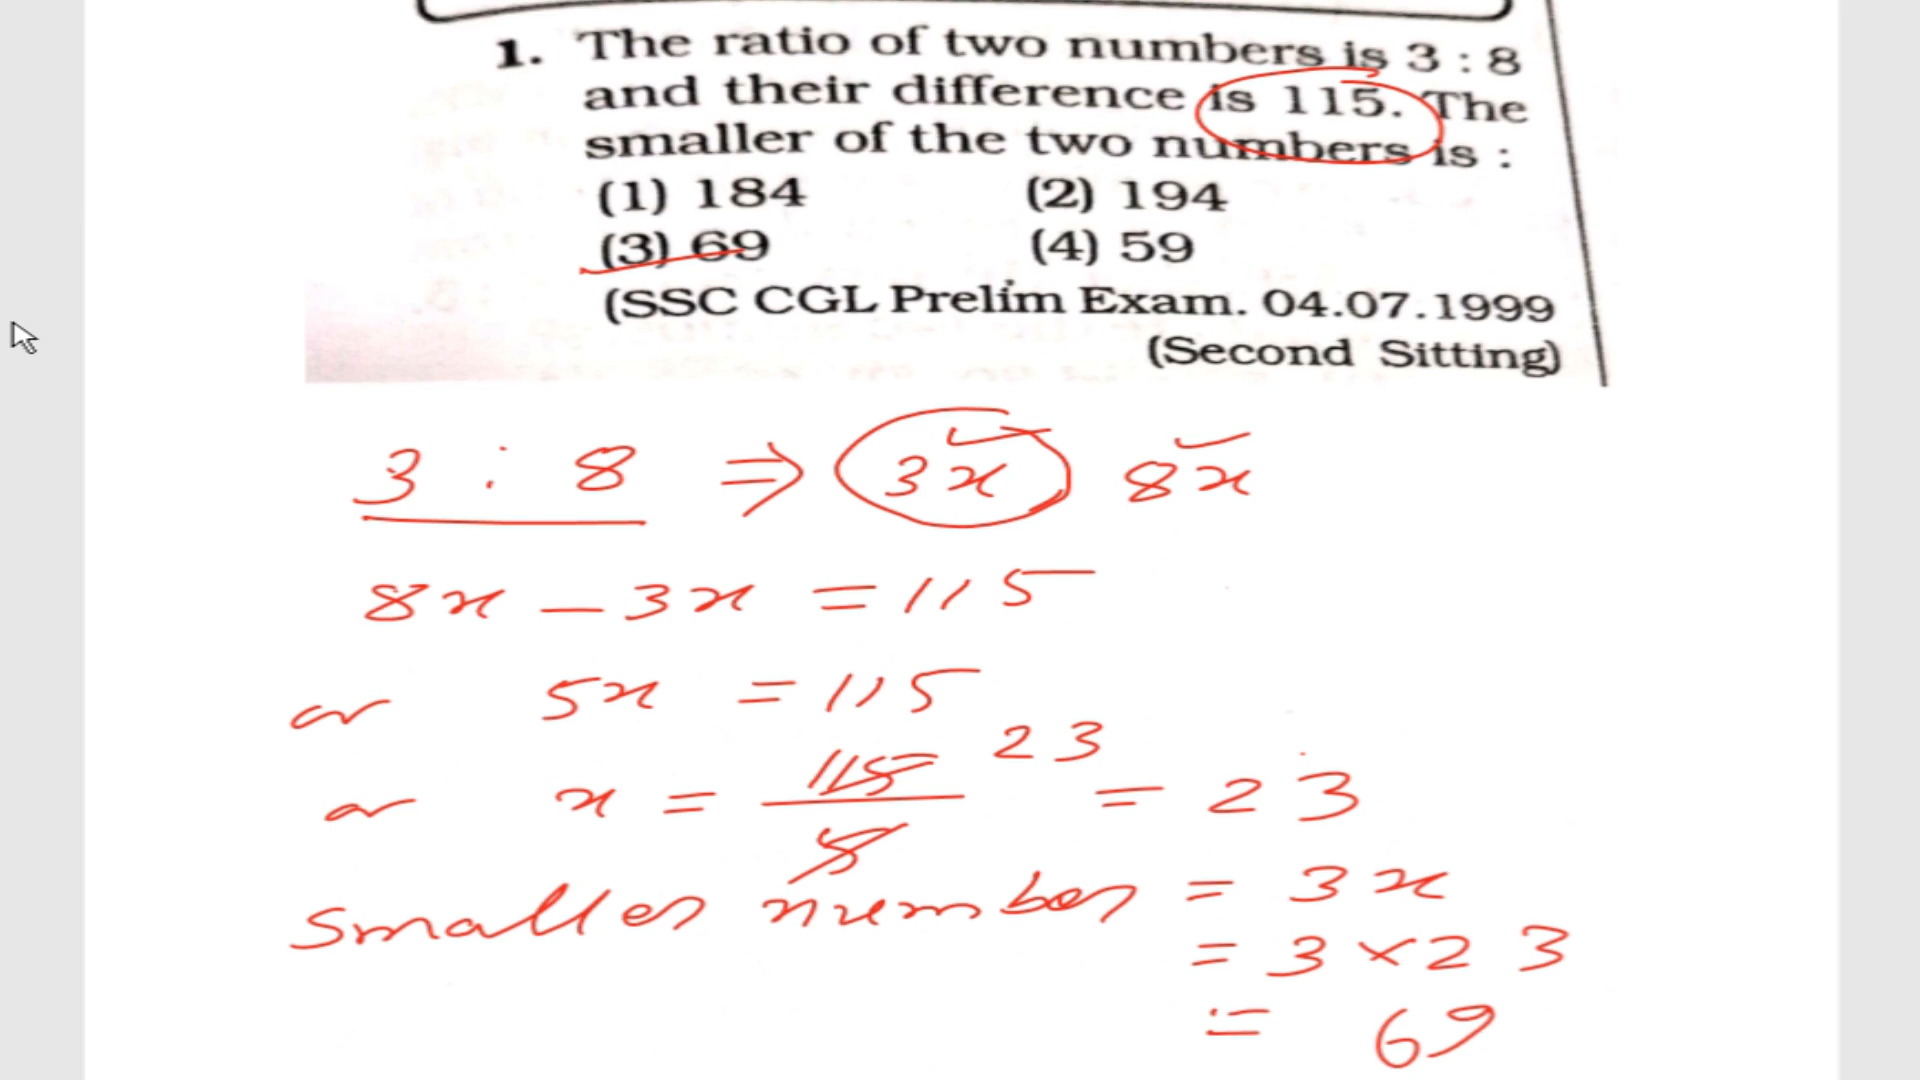 1. The ratio of two numbers is 3 : 8
and their difference is 115. The
smaller of the two numbers is :
(1) 184 (2) 194
(3) 69 (4) 59
(SSC CGL Prelim Exam. 04.07.1999
(Second Sitting)
3 : 8 ⇒ 3x 8x
8x − 3x = 115
or 5x = 115
or x = 115/5 23 = 23
Smaller number = 3x
= 3 × 23
= 69